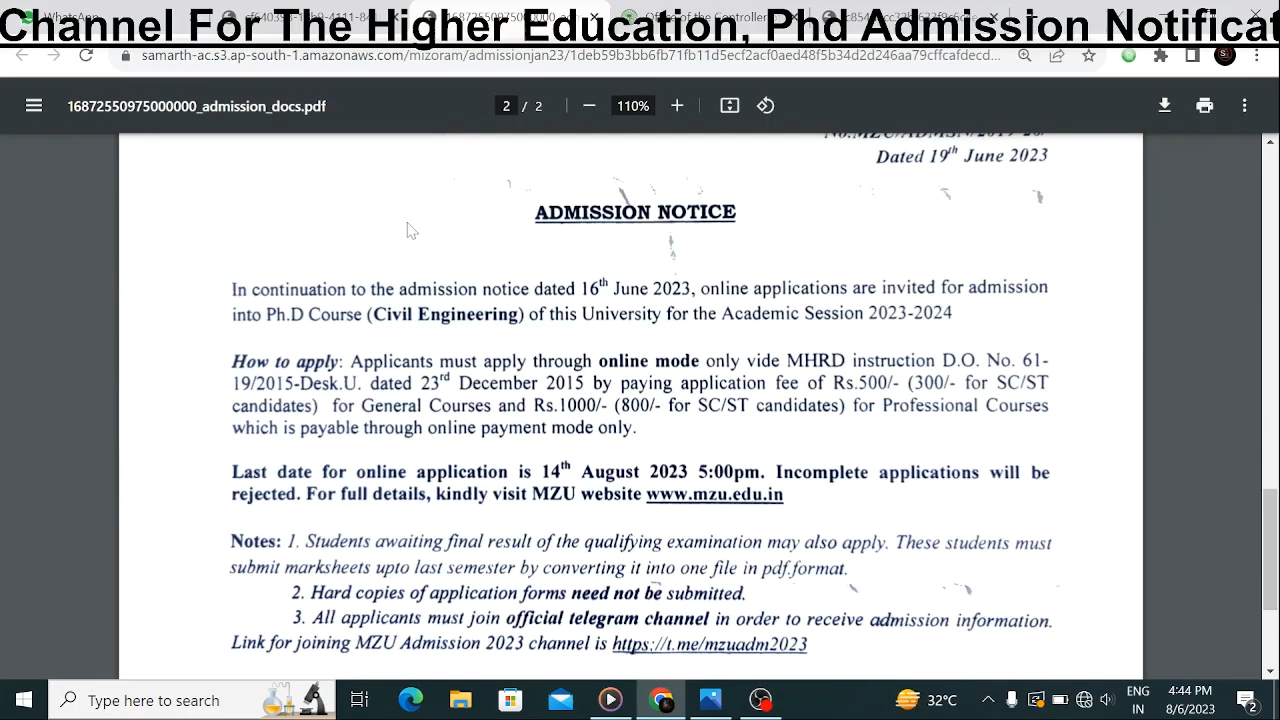 Channel For The Higher Education, Phd Admission Notificat
samarth-ac.s3.ap-south-1.amazonaws.com/mizoram/admissionjan23/1deb59b3bb6fb71fb11d5ecf2acf0aed48f5b34d2d246aa79cffcafdecd...
16872550975000000_admission_docs.pdf 2 / 2 110%
Dated 19th June 2023
ADMISSION NOTICE
In continuation to the admission notice dated 16th June 2023, online applications are invited for admission
into Ph.D Course (Civil Engineering) of this University for the Academic Session 2023-2024
How to apply: Applicants must apply through online mode only vide MHRD instruction D.O. No. 61-
19/2015-Desk.U. dated 23rd December 2015 by paying application fee of Rs.500/- (300/- for SC/ST
candidates) for General Courses and Rs.1000/- (800/- for SC/ST candidates) for Professional Courses
which is payable through online payment mode only.
Last date for online application is 14th August 2023 5:00pm. Incomplete applications will be
rejected. For full details, kindly visit MZU website www.mzu.edu.in
Notes: 1. Students awaiting final result of the qualifying examination may also apply. These students must
submit marksheets upto last semester by converting it into one file in pdf.format.
2. Hard copies of application forms need not be submitted.
3. All applicants must join official telegram channel in order to receive admission information.
Link for joining MZU Admission 2023 channel is https://t.me/mzuadm2023
Type here to search 32°C ENG 4:44 PM
IN 8/6/2023 2